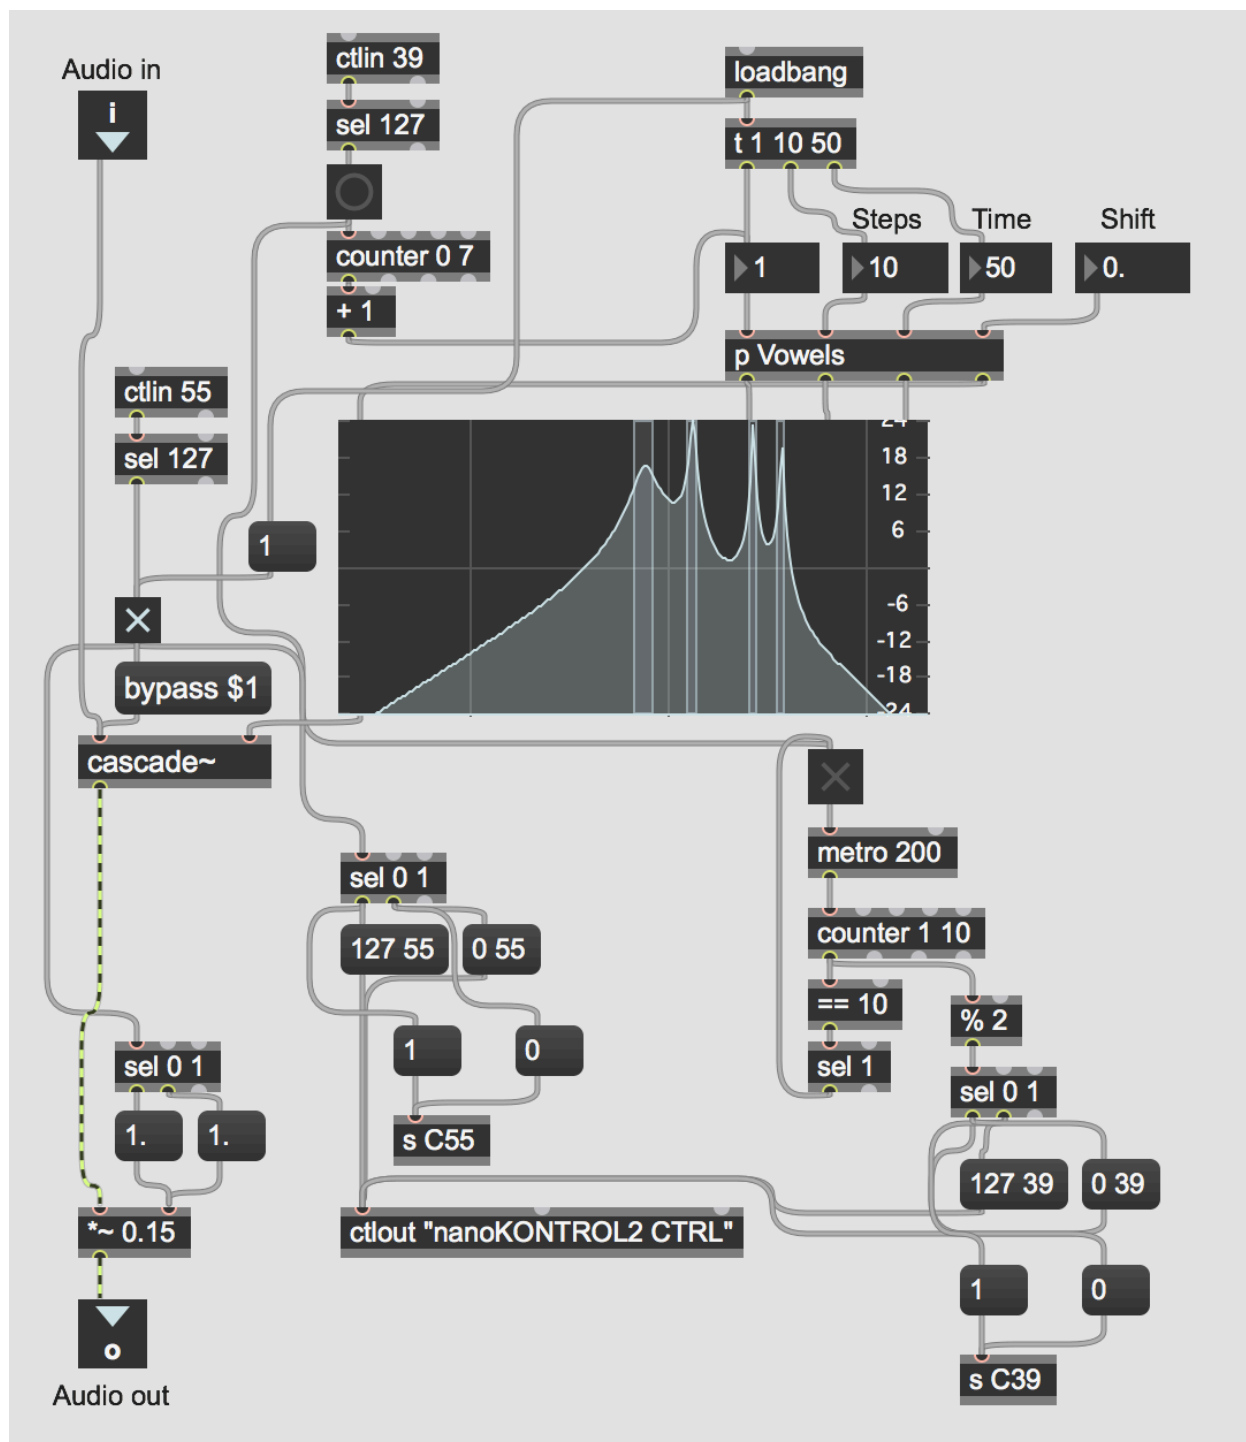 Audio in
i
ctlin 39
sel 127
counter 0 7
+ 1
loadbang
t 1 10 50
Steps
Time
Shift
1
10
50
0.
p Vowels
ctlin 55
sel 127
1
bypass $1
cascade~
24
18
12
6
-6
-12
-18
-24
metro 200
counter 1 10
== 10
sel 1
% 2
sel 0 1
127 39
0 39
1
0
s C39
sel 0 1
127 55
0 55
1
0
s C55
ctlout "nanoKONTROL2 CTRL"
sel 0 1
1.
1.
*~ 0.15
o
Audio out